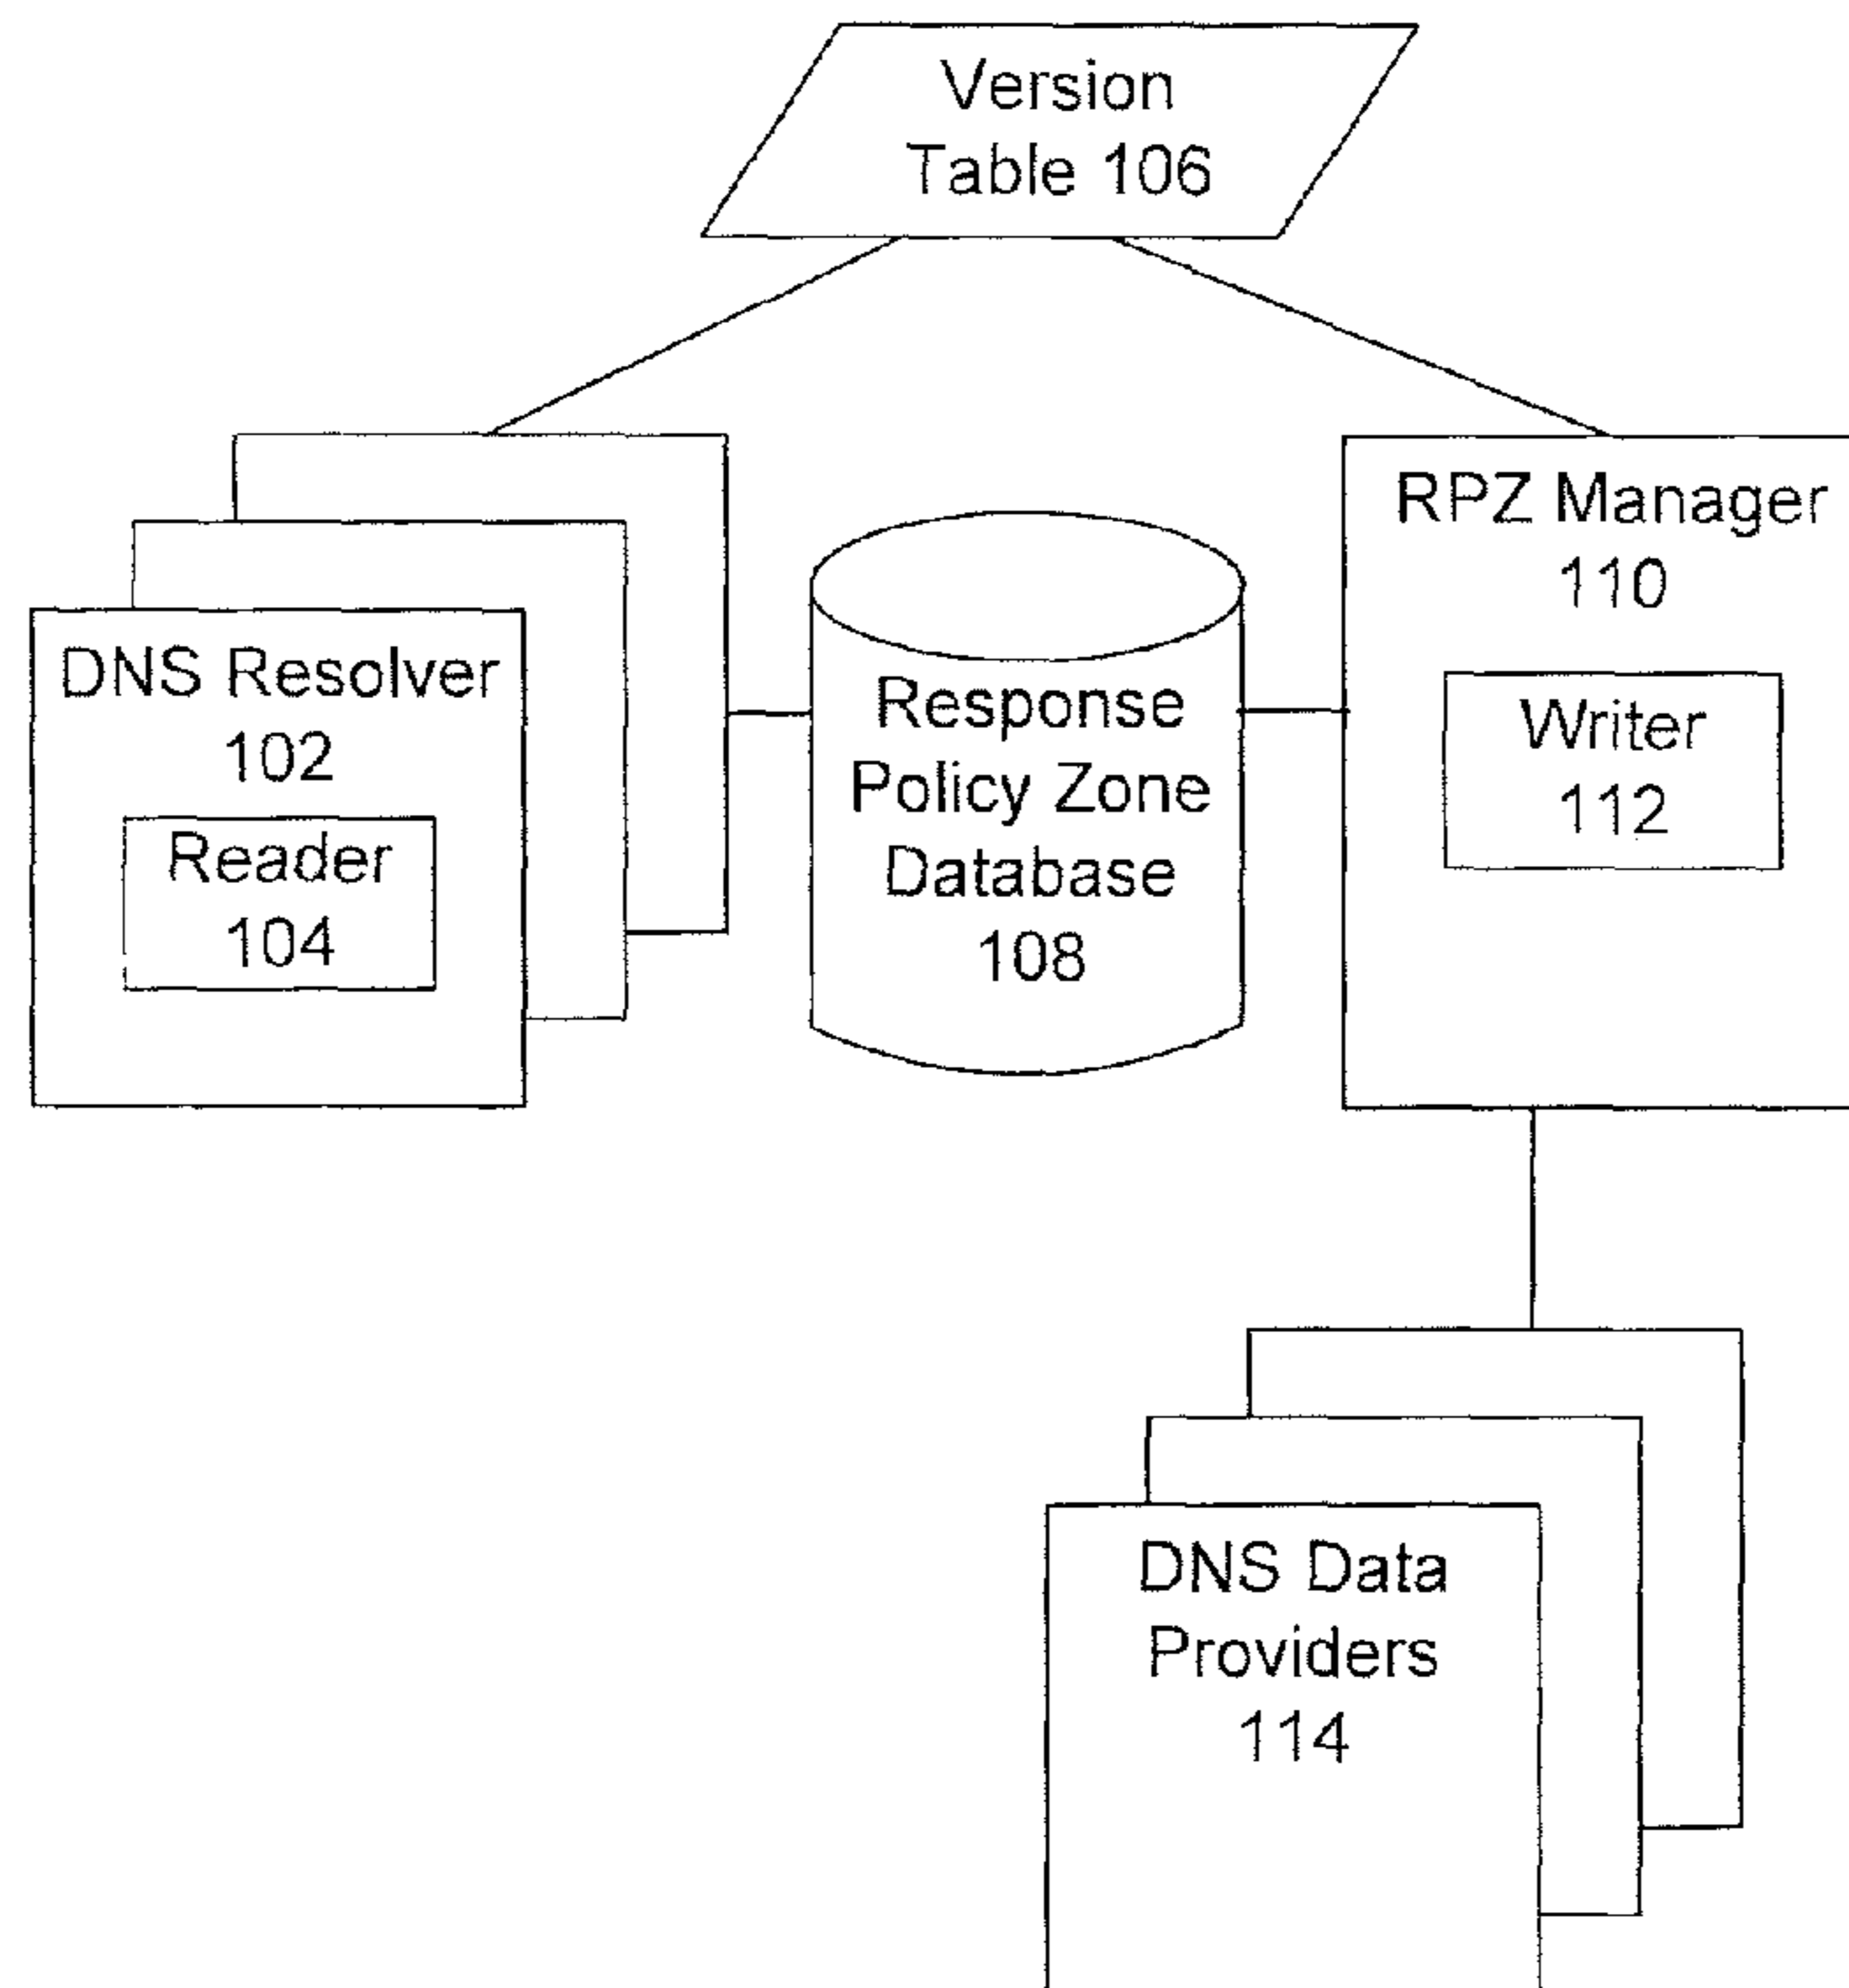 Version
Table 106
DNS Resolver
102
Reader
104
Response
Policy Zone
Database
108
RPZ Manager
110
Writer
112
DNS Data
Providers
114